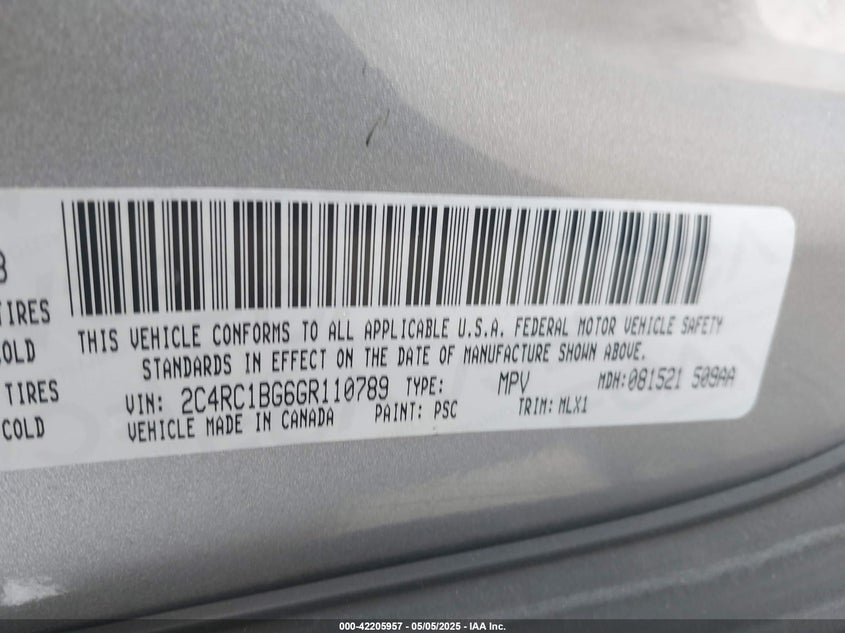 TIRES
COLD
TIRES
COLD
THIS VEHICLE CONFORMS TO ALL APPLICABLE U.S.A. FEDERAL MOTOR VEHICLE SAFETY
STANDARDS IN EFFECT ON THE DATE OF MANUFACTURE SHOWN ABOVE.
VIN: 2C4RC1BG6GR110789 TYPE: MPV MDH: 081521 509AA
VEHICLE MADE IN CANADA PAINT: PSC TRIM: MLX1
000-42205957 - 05/05/2025 - IAA Inc.